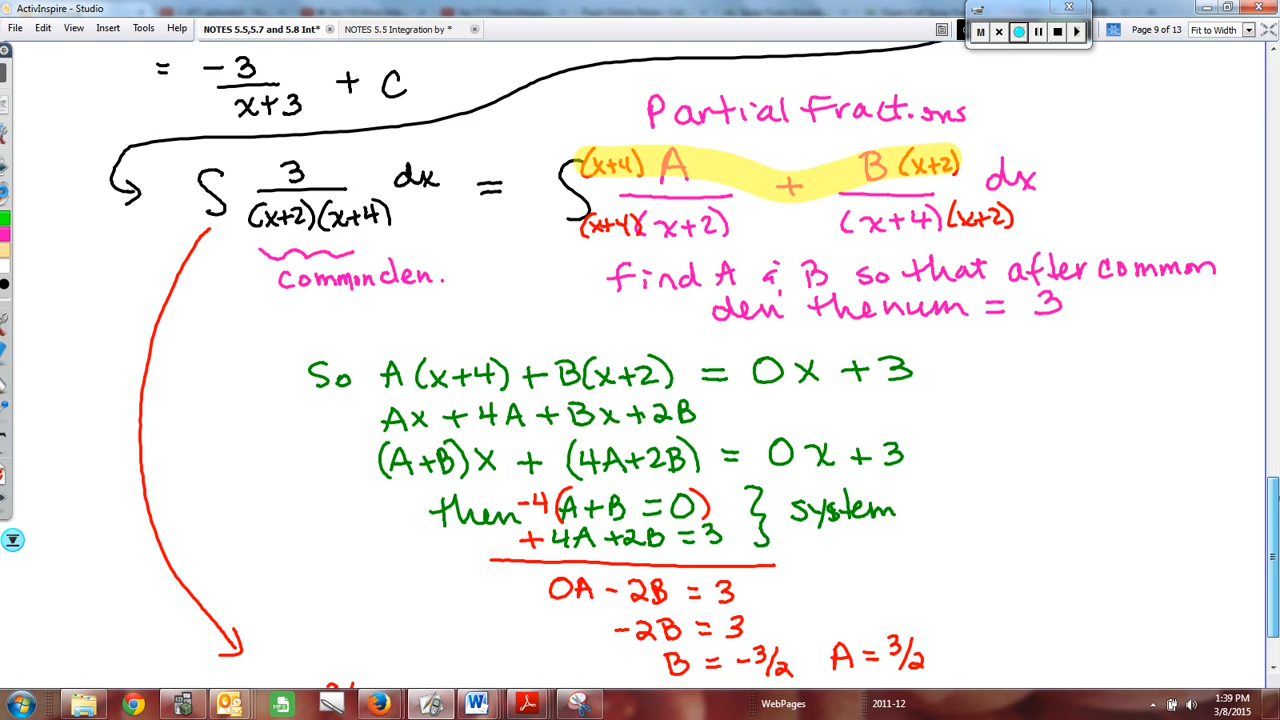 ActivInspire - Studio
File Edit View Insert Tools Help
NOTES 5.5,5.7 and 5.8 Int* NOTES 5.5 Integration by *
M
Page 9 of 13 Fit to Width
= -3/(x+3) + C
Partial Fractions
∫ 3/((x+2)(x+4)) dx = ∫ (x+4) A/((x+4)(x+2)) + B (x+2)/((x+4)(x+2)) dx
common den.
find A & B so that after common
den, the num = 3
So A(x+4) + B(x+2) = 0x + 3
Ax + 4A + Bx + 2B
(A+B)x + (4A+2B) = 0x + 3
then -4(A+B = 0) } system
+ 4A+2B = 3
0A - 2B = 3
-2B = 3
B = -3/2 A = 3/2
WebPages
2011-12
1:39 PM
3/8/2015